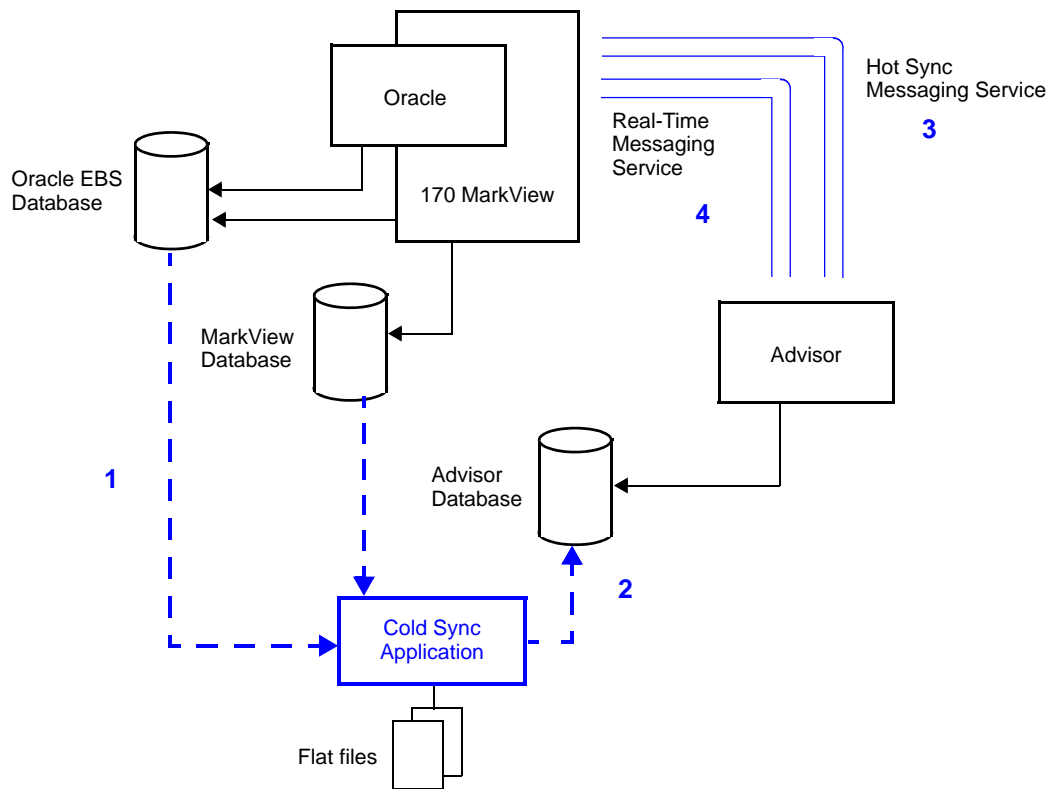 Oracle
Hot Sync
Messaging Service
3
Real-Time
Messaging
Service
4
Oracle EBS
Database
170 MarkView
MarkView
Database
Advisor
1
Advisor
Database
2
Cold Sync
Application
Flat files